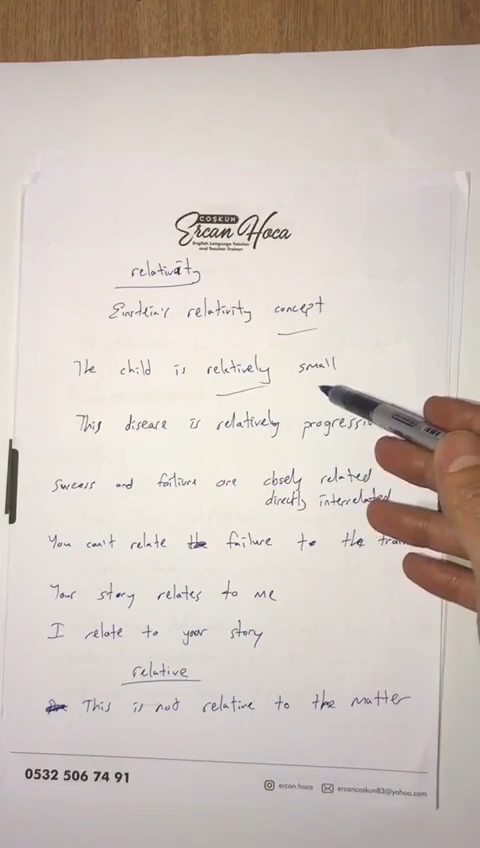 COŞKUN
Ercan Hoca
English Language Teacher
and Teacher Trainer
relativity
Einstein's relativity concept
The child is relatively small
This disease is relatively
Success and failure are closely related
directly interrelated
You can't relate failure to the
Your story relates to me
I relate to your story
relative
This is not relative to the matter
0532 506 74 91
ercan.hoca ercancoskun83@yahoo.com